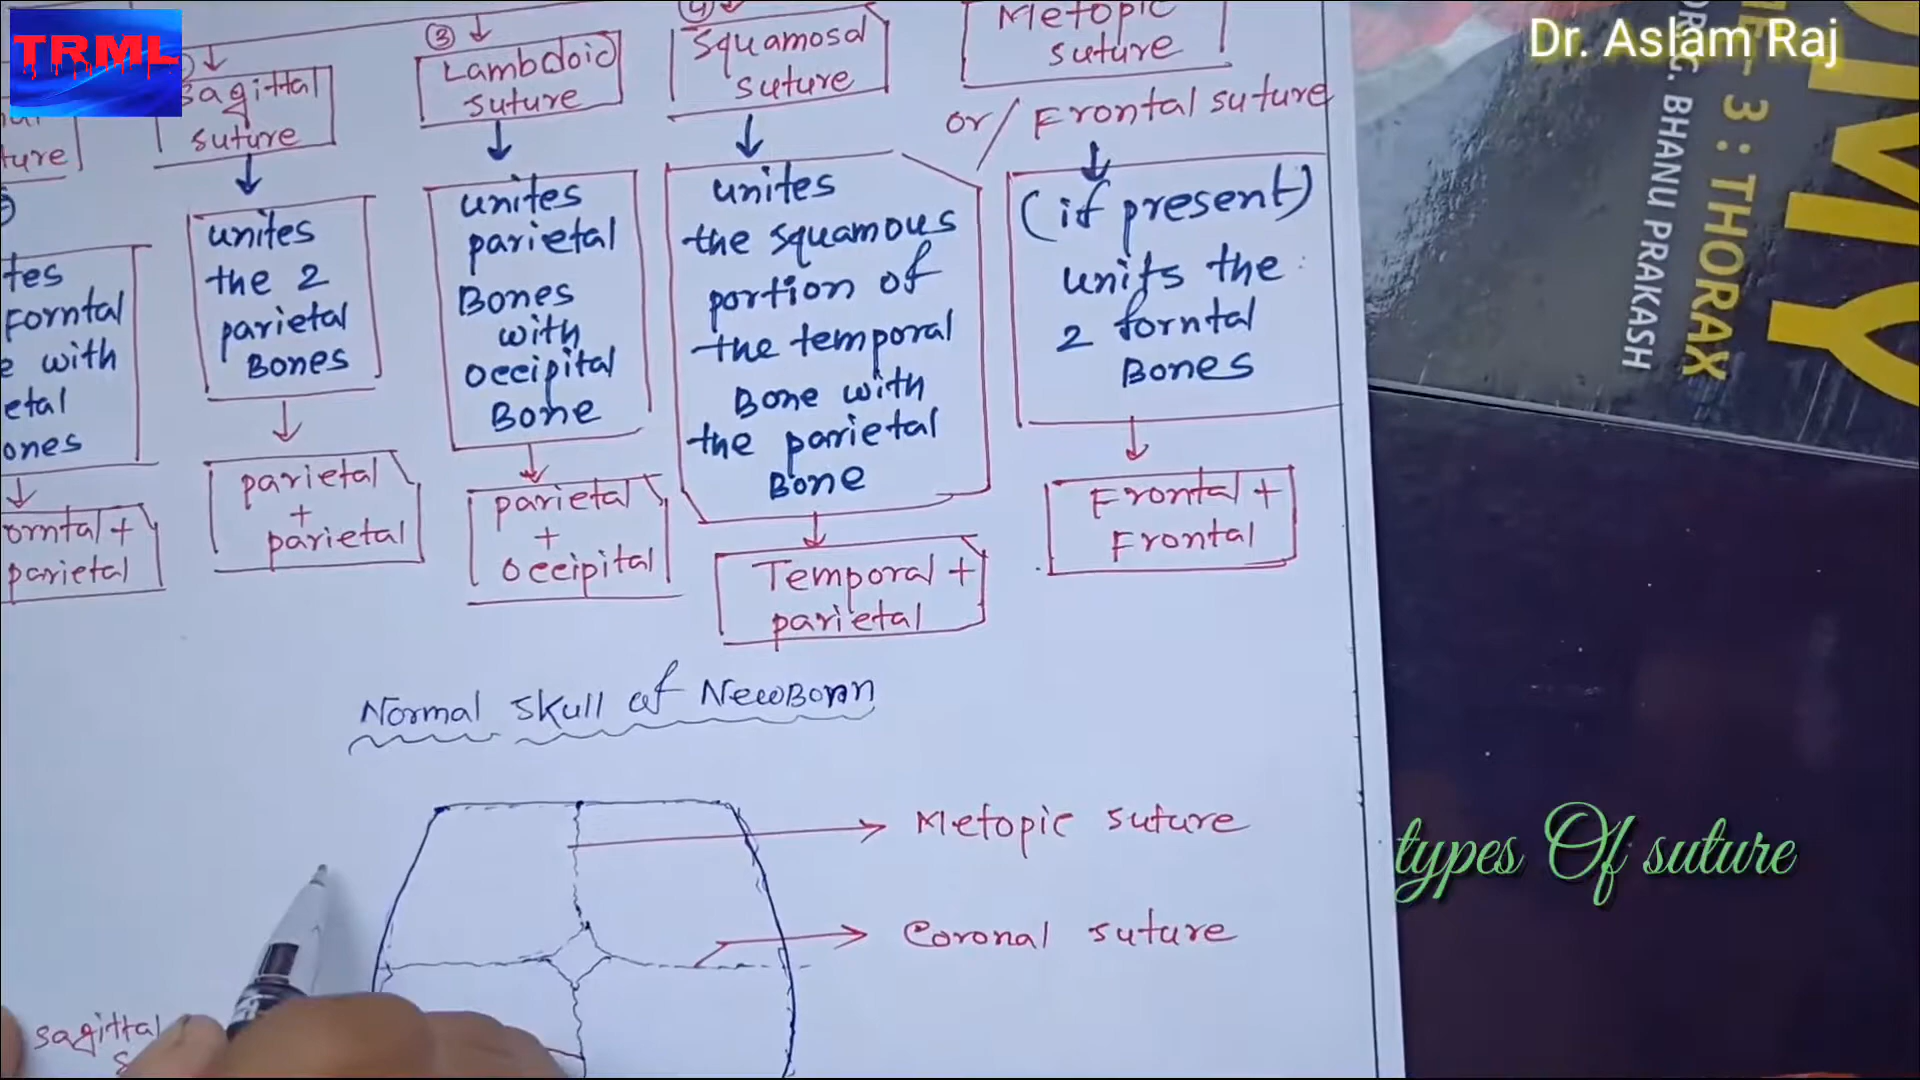 TRML
Dr. Aslam Raj
types Of suture
ture
Sagittal
suture
3
Lambdoid
suture
4
Squamosal
suture
Metopic
suture
or / Frontal suture
tes
Forntal
e with
etal
ones
unites
the 2
parietal
Bones
unites
parietal
Bones
with
Occipital
Bone
unites
the squamous
portion of
the temporal
Bone with
the parietal
Bone
(if present)
units the
2 forntal
Bones
orntal +
parietal
parietal
+
parietal
parietal
+
Occipital
Temporal +
parietal
Frontal +
Frontal
Normal skull of NewBorn
Metopic suture
Coronal suture
sagittal
s
E - 3 : THORAX
ORG. BHANU PRAKASH
OMY